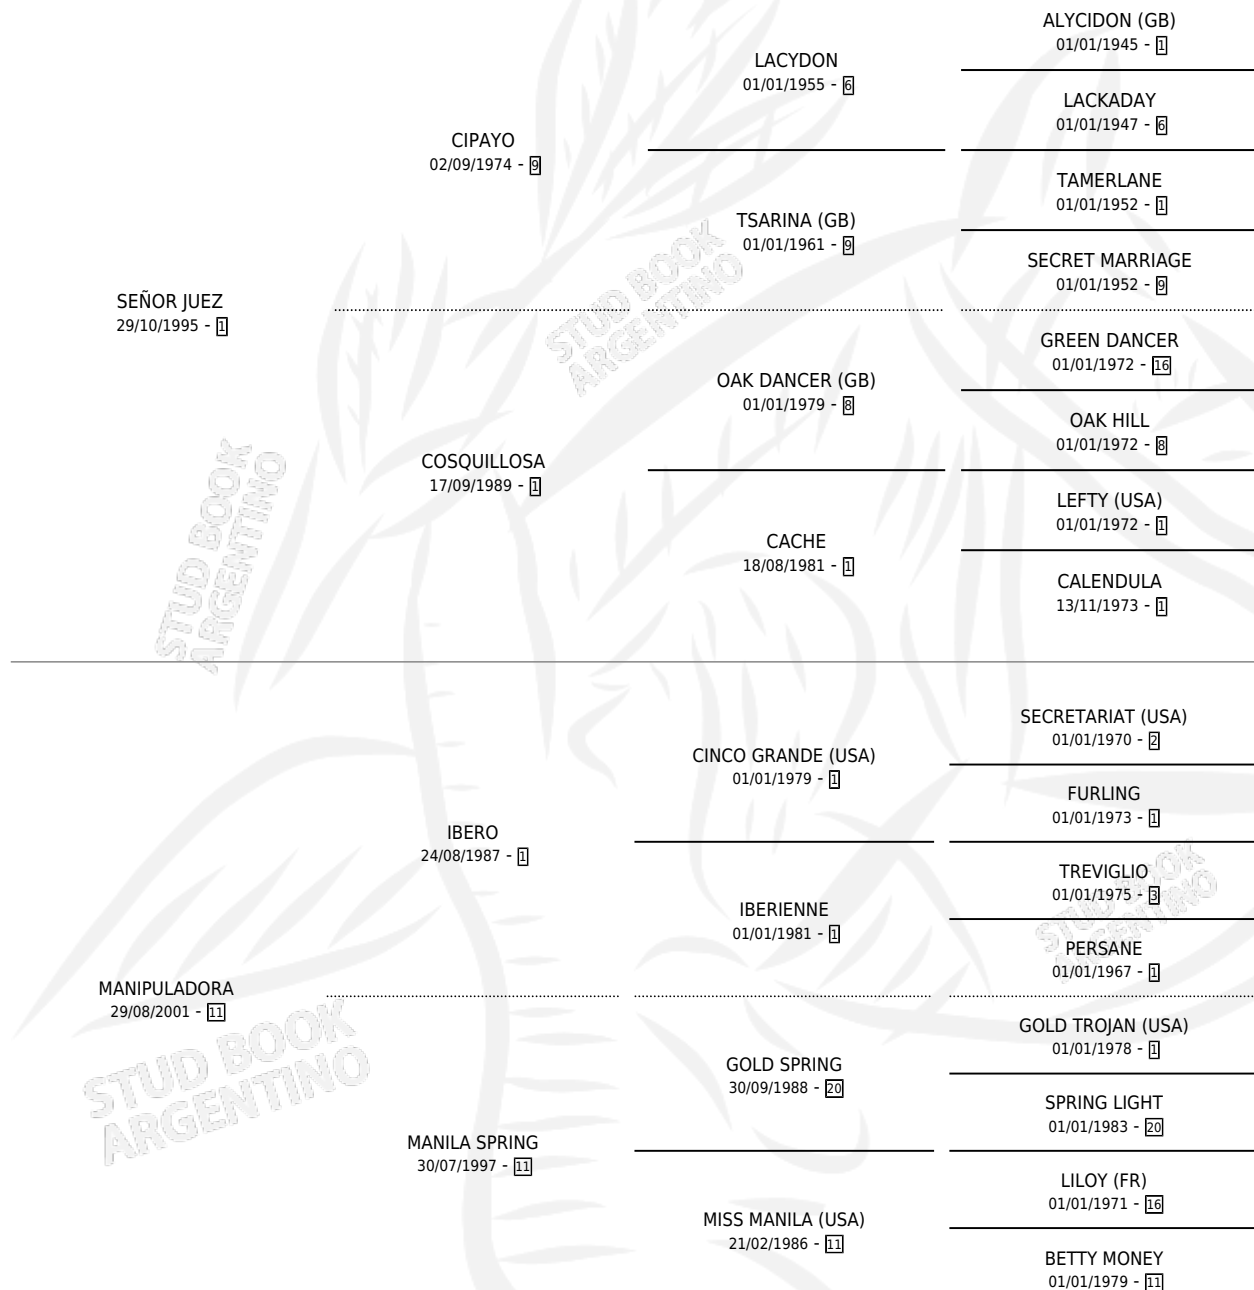 ALYCIDON (GB)
01/01/1945 - 1
LACYDON
01/01/1955 - 6
LACKADAY
01/01/1947 - 6
CIPAYO
02/09/1974 - 9
TAMERLANE
01/01/1952 - 1
TSARINA (GB)
01/01/1961 - 9
SECRET MARRIAGE
01/01/1952 - 9
SEÑOR JUEZ
29/10/1995 - 1
STUD BOOK
ARGENTINO
GREEN DANCER
01/01/1972 - 16
OAK DANCER (GB)
01/01/1979 - 8
OAK HILL
01/01/1972 - 8
COSQUILLOSA
17/09/1989 - 1
LEFTY (USA)
01/01/1972 - 1
CACHE
18/08/1981 - 1
CALENDULA
13/11/1973 - 1
STUD BOOK
ARGENTINO
SECRETARIAT (USA)
01/01/1970 - 2
CINCO GRANDE (USA)
01/01/1979 - 1
FURLING
01/01/1973 - 1
IBERO
24/08/1987 - 1
TREVIGLIO
01/01/1975 - 3
IBERIENNE
01/01/1981 - 1
STUD BOOK
ARGENTINO
PERSANE
01/01/1967 - 1
MANIPULADORA
29/08/2001 - 11
GOLD TROJAN (USA)
01/01/1978 - 1
GOLD SPRING
30/09/1988 - 20
SPRING LIGHT
01/01/1983 - 20
STUD BOOK
ARGENTINO
MANILA SPRING
30/07/1997 - 11
LILOY (FR)
01/01/1971 - 16
MISS MANILA (USA)
21/02/1986 - 11
BETTY MONEY
01/01/1979 - 11